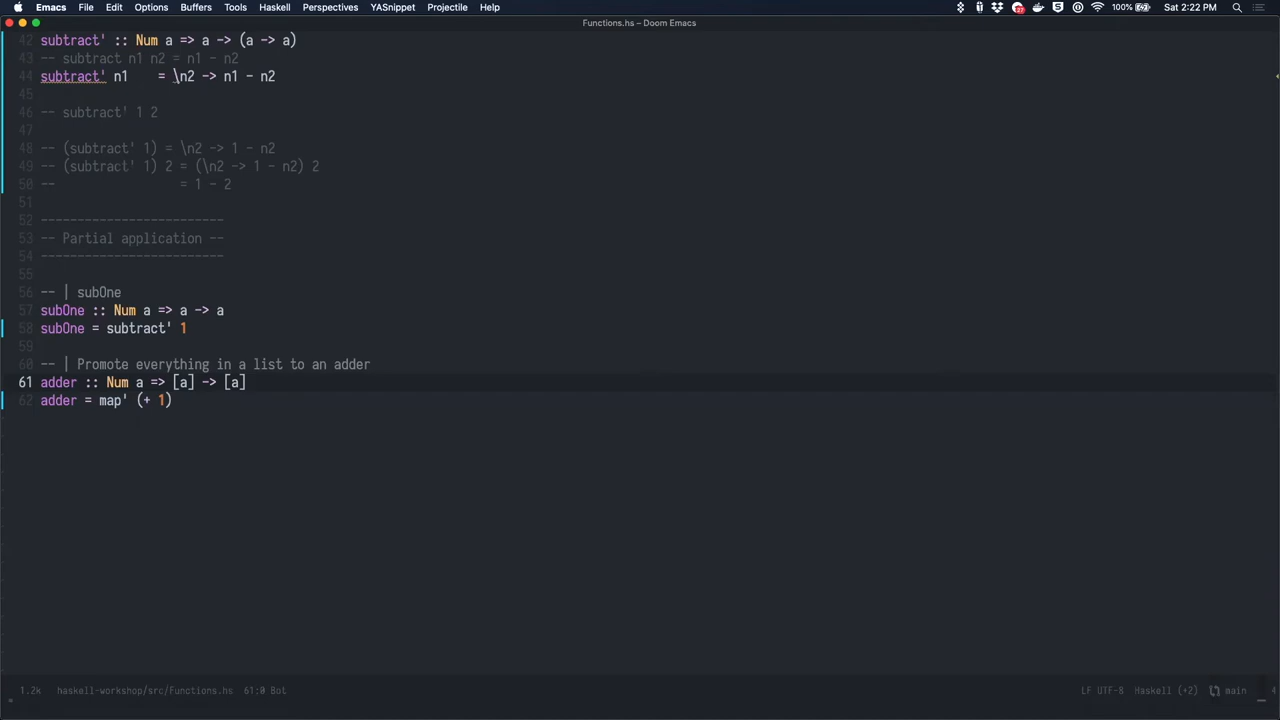 Emacs File Edit Options Buffers Tools Haskell Perspectives YASnippet Projectile Help 27 100% Sat 2:22 PM
Functions.hs – Doom Emacs
42 subtract' :: Num a => a -> (a -> a)
43 -- subtract n1 n2 = n1 - n2
44 subtract' n1    = \n2 -> n1 - n2
45
46 -- subtract' 1 2
47
48 -- (subtract' 1) = \n2 -> 1 - n2
49 -- (subtract' 1) 2 = (\n2 -> 1 - n2) 2
50 --                 = 1 - 2
51
52 -------------------------
53 -- Partial application --
54 -------------------------
55
56 -- | subOne
57 subOne :: Num a => a -> a
58 subOne = subtract' 1
59
60 -- | Promote everything in a list to an adder
61 adder :: Num a => [a] -> [a]
62 adder = map' (+ 1)
1.2k haskell-workshop/src/Functions.hs 61:0 Bot LF UTF-8 Haskell (+2) main